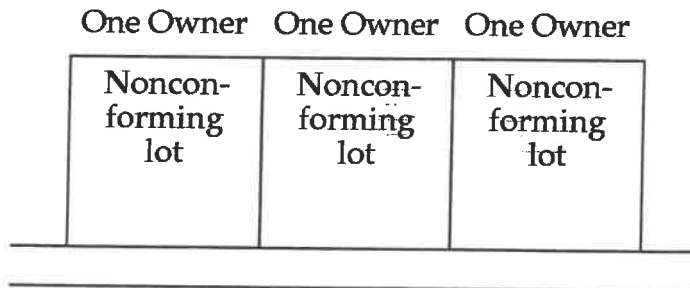 One Owner One Owner One Owner
Noncon- Noncon- Noncon-
forming forming forming
lot lot lot